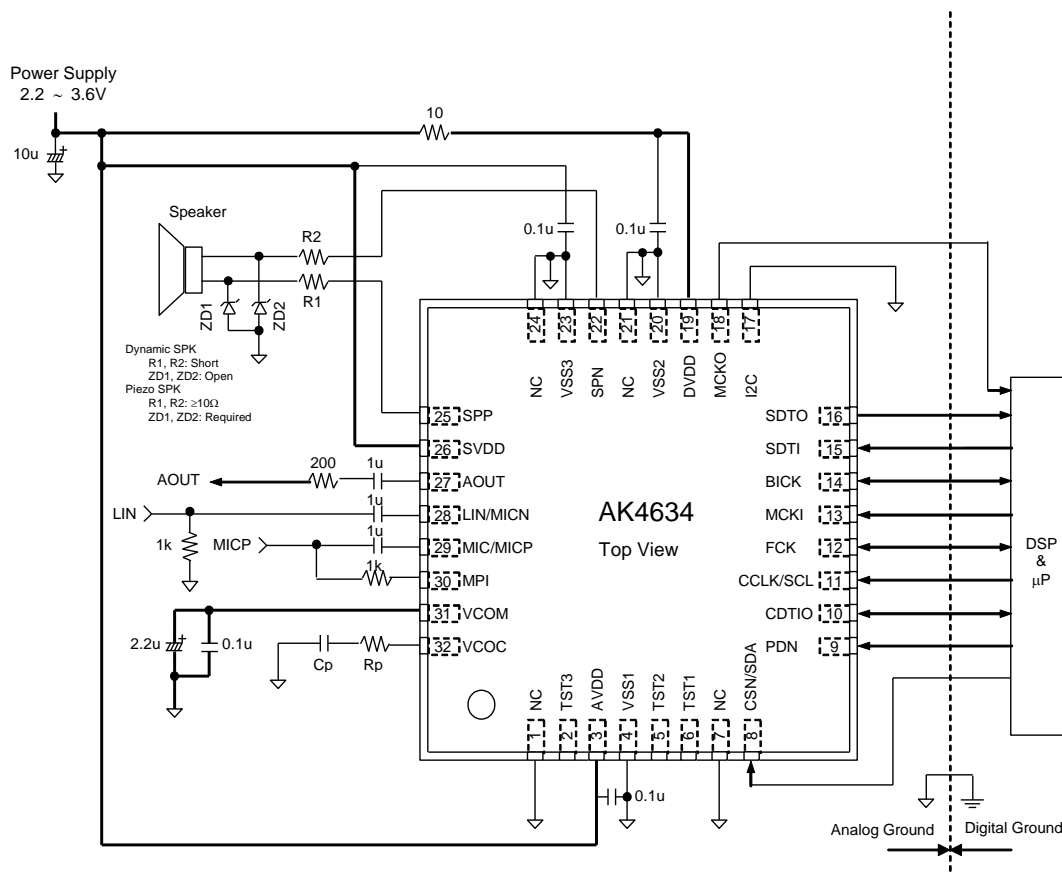 Power Supply
2.2 ~ 3.6V
10u
10
Speaker
R2
R1
ZD1
ZD2
Dynamic SPK
R1, R2: Short
ZD1, ZD2: Open
Piezo SPK
R1, R2: ≥10Ω
ZD1, ZD2: Required
0.1u
0.1u
24
23
22
21
20
19
18
17
NC
VSS3
SPN
NC
VSS2
DVDD
MCKO
I2C
25 SPP
26 SVDD
27 AOUT
28 LIN/MICN
29 MIC/MICP
30 MPI
31 VCOM
32 VCOC
AOUT
200
1u
LIN
1u
1k
MICP
1u
1k
2.2u
0.1u
Cp
Rp
AK4634
Top View
SDTO 16
SDTI 15
BICK 14
MCKI 13
FCK 12
CCLK/SCL 11
CDTIO 10
PDN 9
DSP
&
μP
NC
TST3
AVDD
VSS1
TST2
TST1
NC
CSN/SDA
1
2
3
4
5
6
7
8
0.1u
Analog Ground
Digital Ground